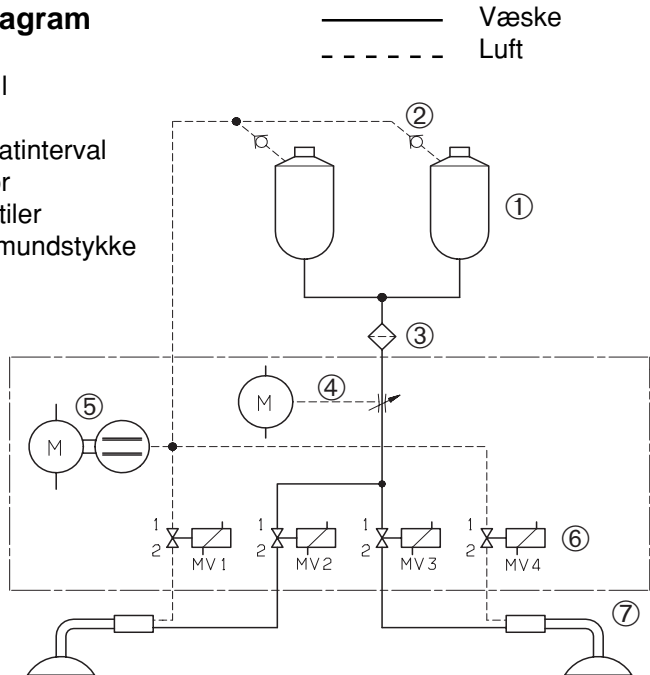 agram
Væske
Luft
l
atinterval
or
tiler
mundstykke
②
①
③
④
M
⑤
M
1
2
MV1
1
2
MV2
1
2
MV3
1
2
MV4
⑥
⑦